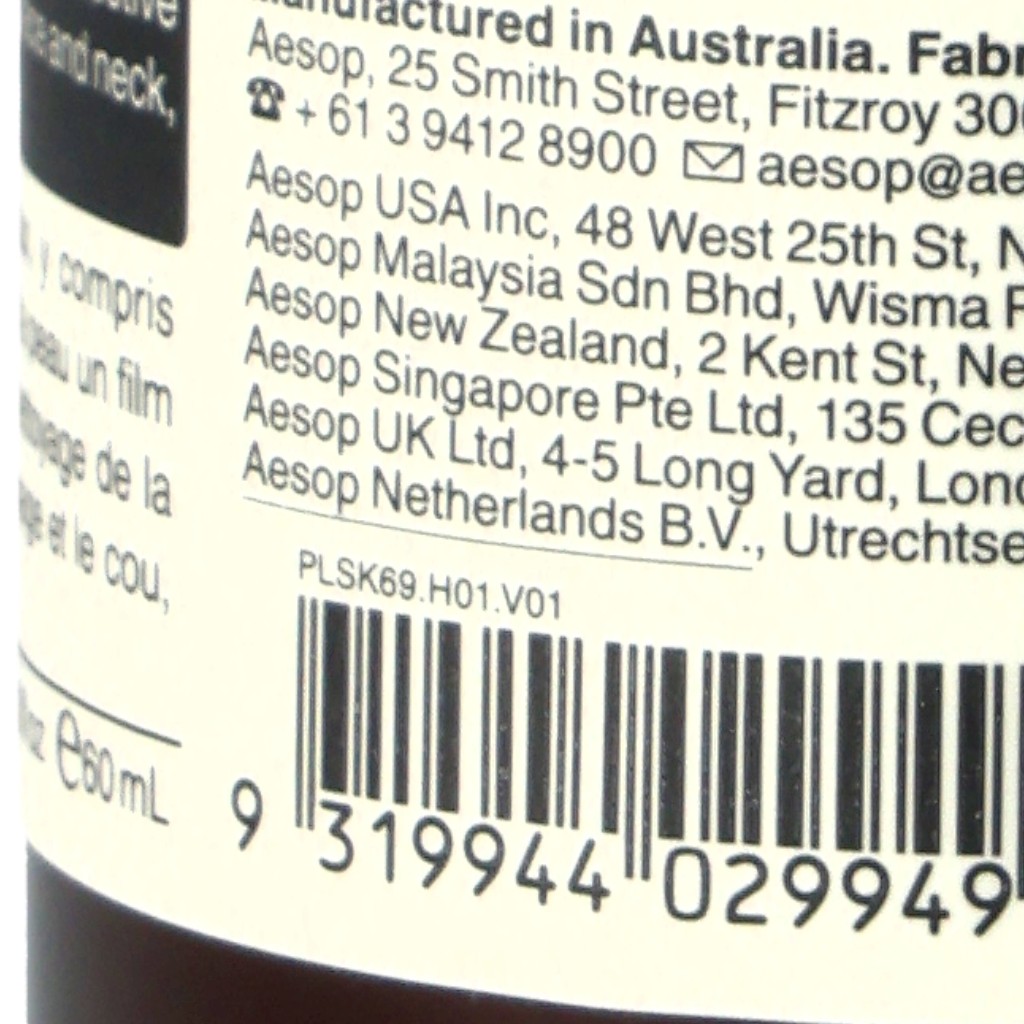 and neck,
y compris
un film
de la
et le cou,
e60 mL
Manufactured in Australia. Fabr
Aesop, 25 Smith Street, Fitzroy 30
☎ + 61 3 9412 8900 ✉ aesop@ae
Aesop USA Inc, 48 West 25th St, N
Aesop Malaysia Sdn Bhd, Wisma
Aesop New Zealand, 2 Kent St, Ne
Aesop Singapore Pte Ltd, 135 Cec
Aesop UK Ltd, 4-5 Long Yard, Lond
Aesop Netherlands B.V., Utrechtse
PLSK69.H01.V01
9 319944 029949